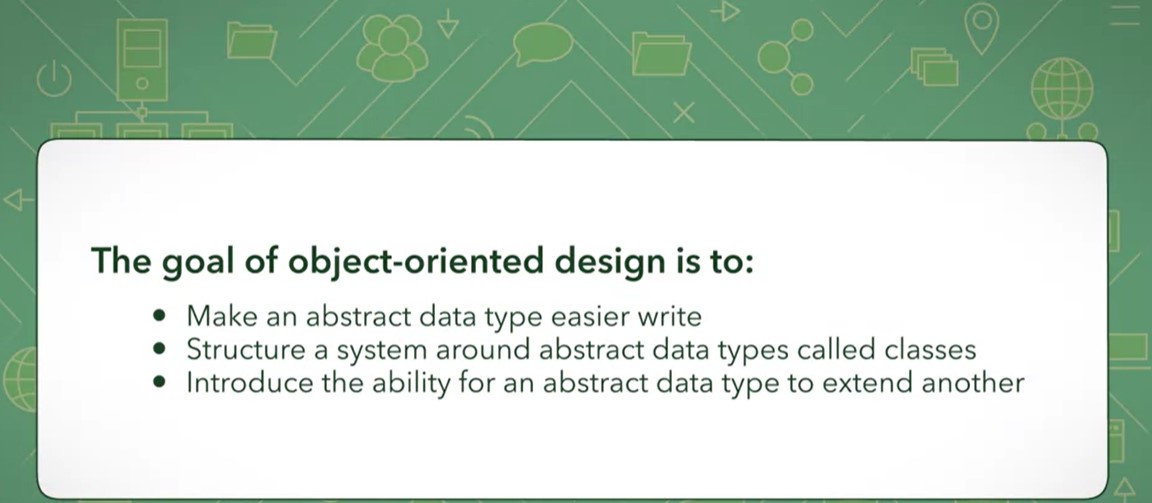 The goal of object-oriented design is to:
• Make an abstract data type easier write
• Structure a system around abstract data types called classes
• Introduce the ability for an abstract data type to extend another